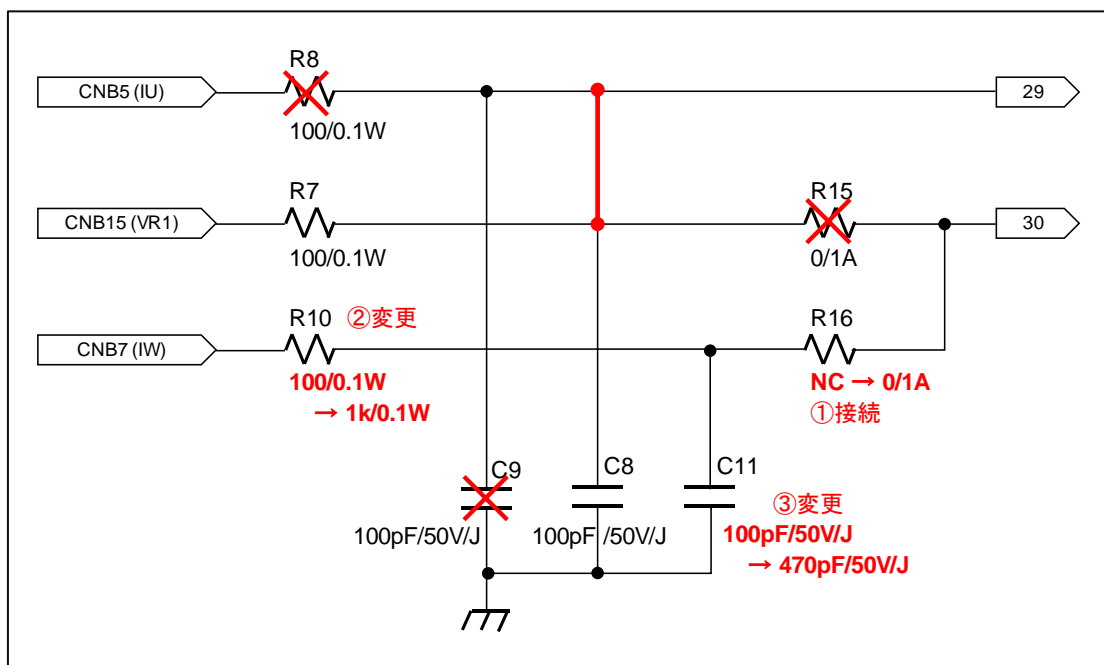 R8
CNB5 (IU)
29
100/0.1W
R7
R15
CNB15 (VR1)
30
100/0.1W
0/1A
R10 ②変更
R16
CNB7 (IW)
100/0.1W
→ 1k/0.1W
NC → 0/1A
①接続
C9
C8
C11
③変更
100pF/50V/J
100pF /50V/J
100pF/50V/J
→ 470pF/50V/J